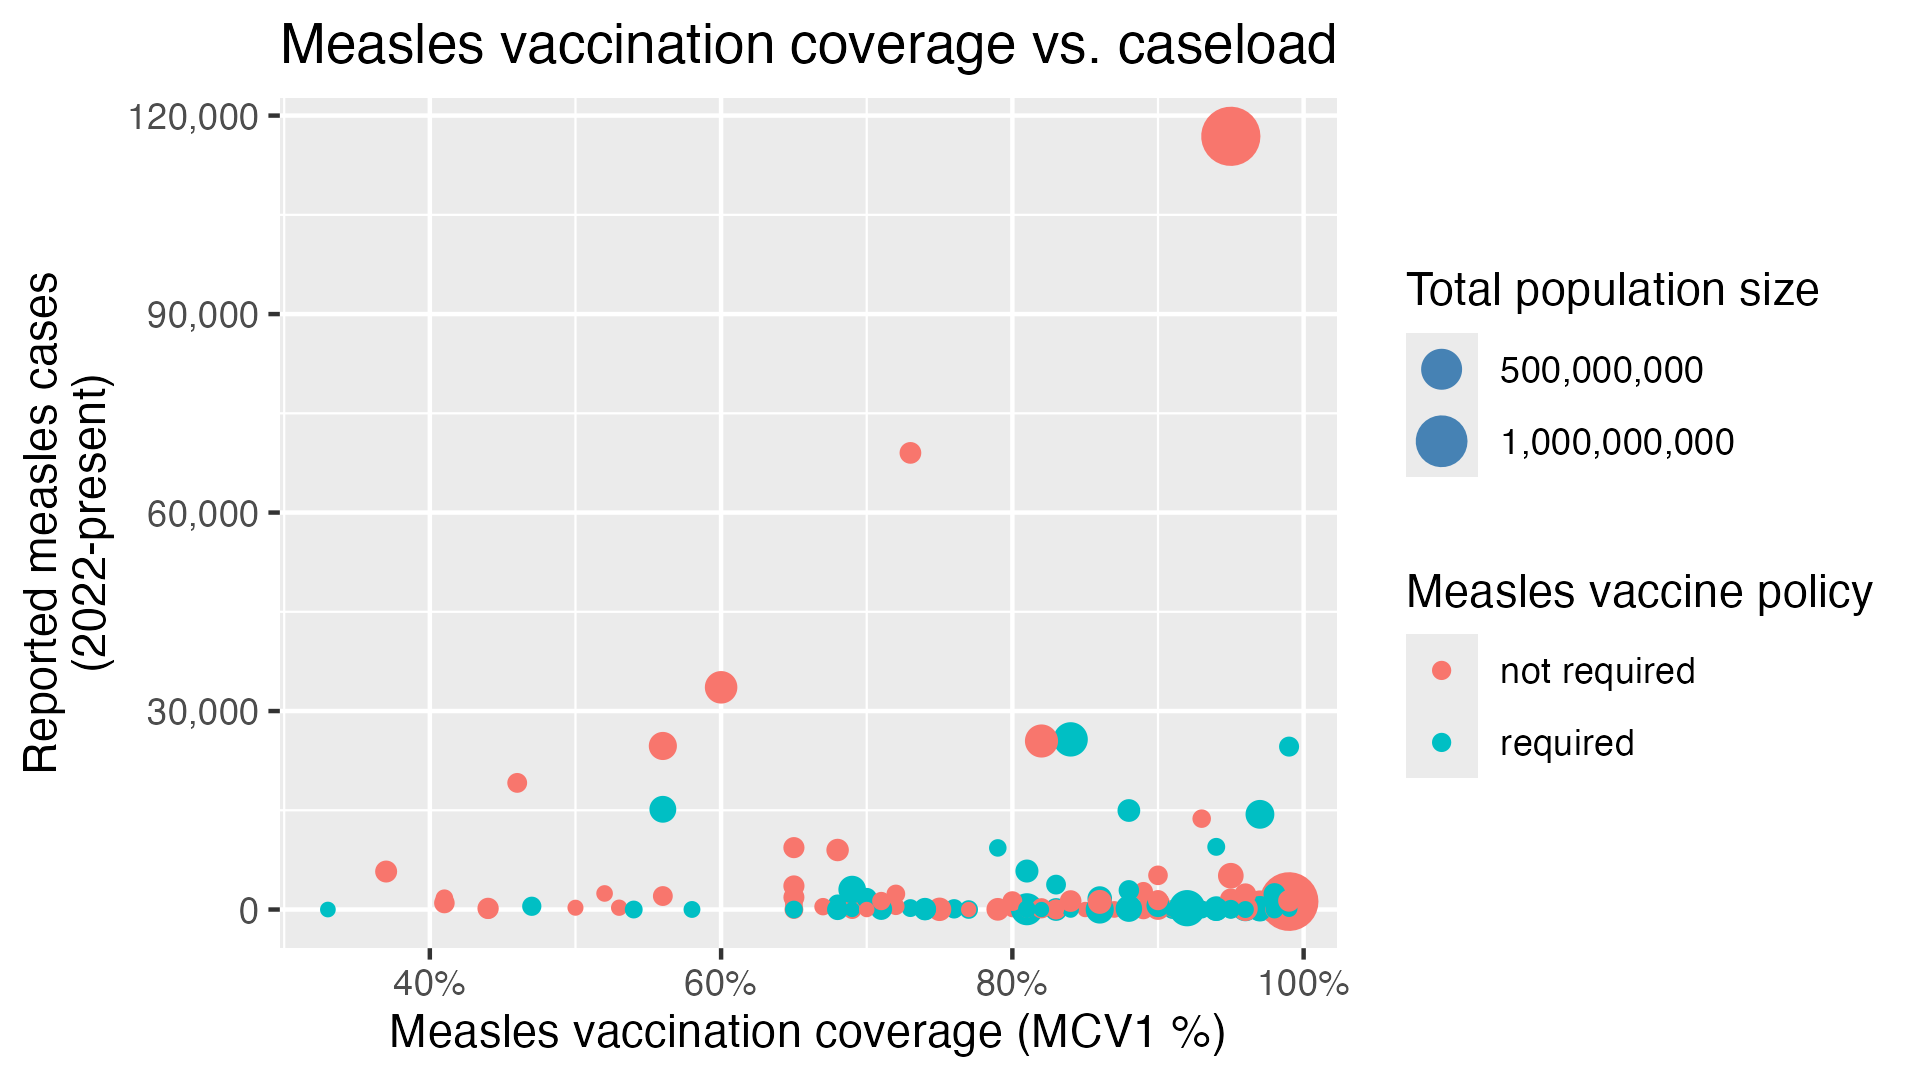 Measles vaccination coverage vs. caseload
Reported measles cases
(2022-present)
120,000
90,000
60,000
30,000
0
40%
60%
80%
100%
Measles vaccination coverage (MCV1 %)
Total population size
500,000,000
1,000,000,000
Measles vaccine policy
not required
required